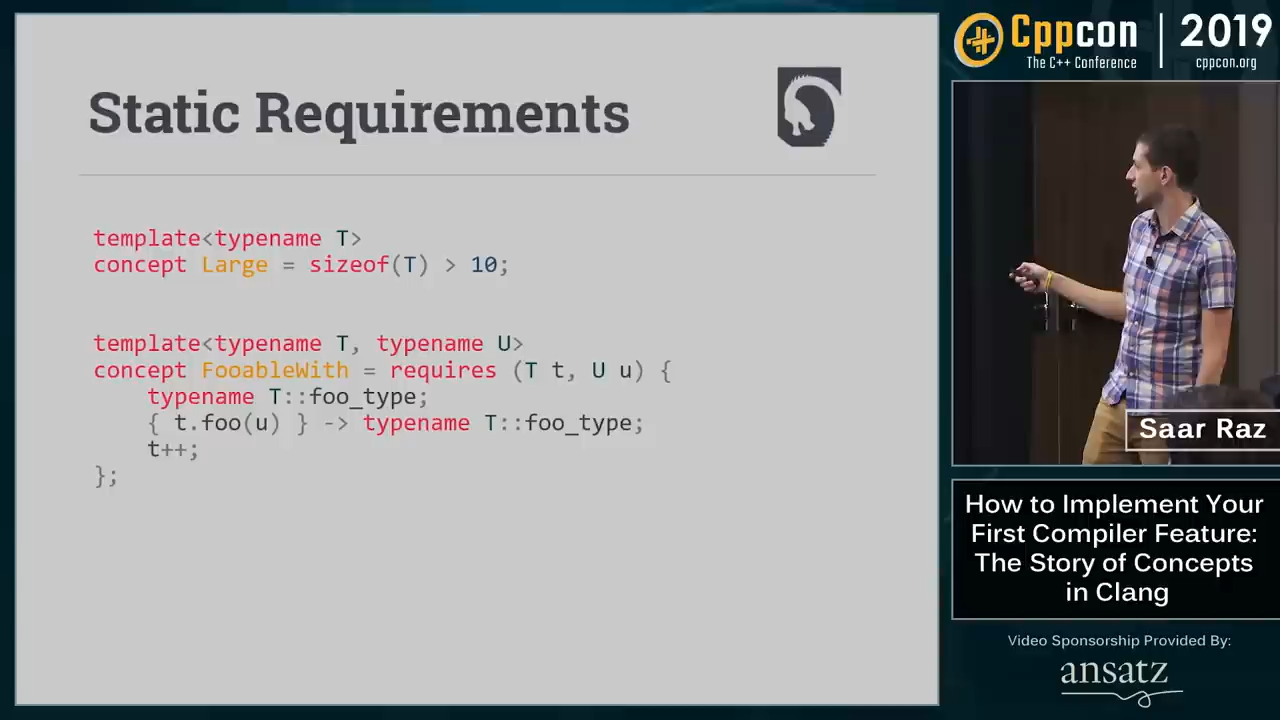 Static Requirements
template<typename T>
concept Large = sizeof(T) > 10;
template<typename T, typename U>
concept FooableWith = requires (T t, U u) {
    typename T::foo_type;
    { t.foo(u) } -> typename T::foo_type;
    t++;
};
Cppcon | 2019
The C++ Conference cppcon.org
Saar Raz
How to Implement Your
First Compiler Feature:
The Story of Concepts
in Clang
Video Sponsorship Provided By:
ansatz